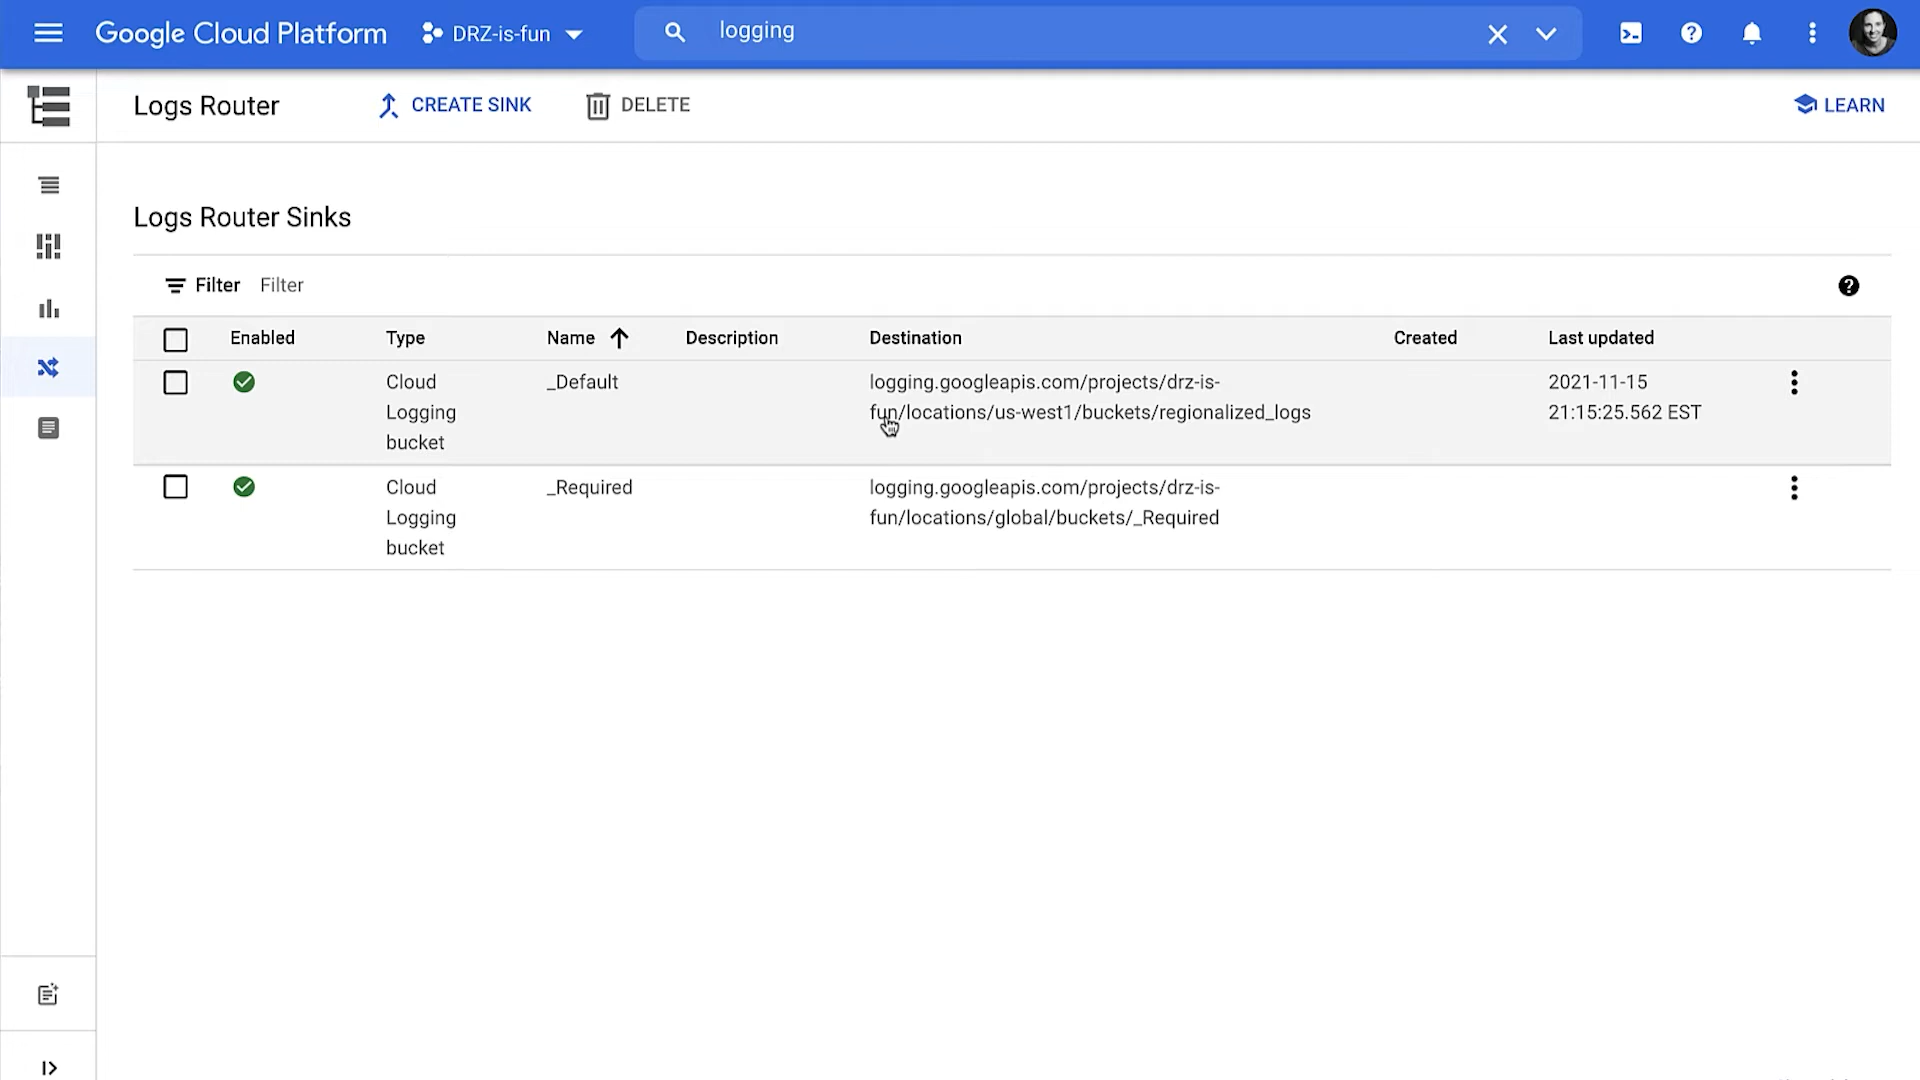 Google Cloud Platform
DRZ-is-fun
logging
Logs Router
CREATE SINK
DELETE
LEARN
Logs Router Sinks
Filter Filter
Enabled Type Name Description Destination Created Last updated
Cloud
Logging
bucket
_Default
logging.googleapis.com/projects/drz-is-
fun/locations/us-west1/buckets/regionalized_logs
2021-11-15
21:15:25.562 EST
Cloud
Logging
bucket
_Required
logging.googleapis.com/projects/drz-is-
fun/locations/global/buckets/_Required